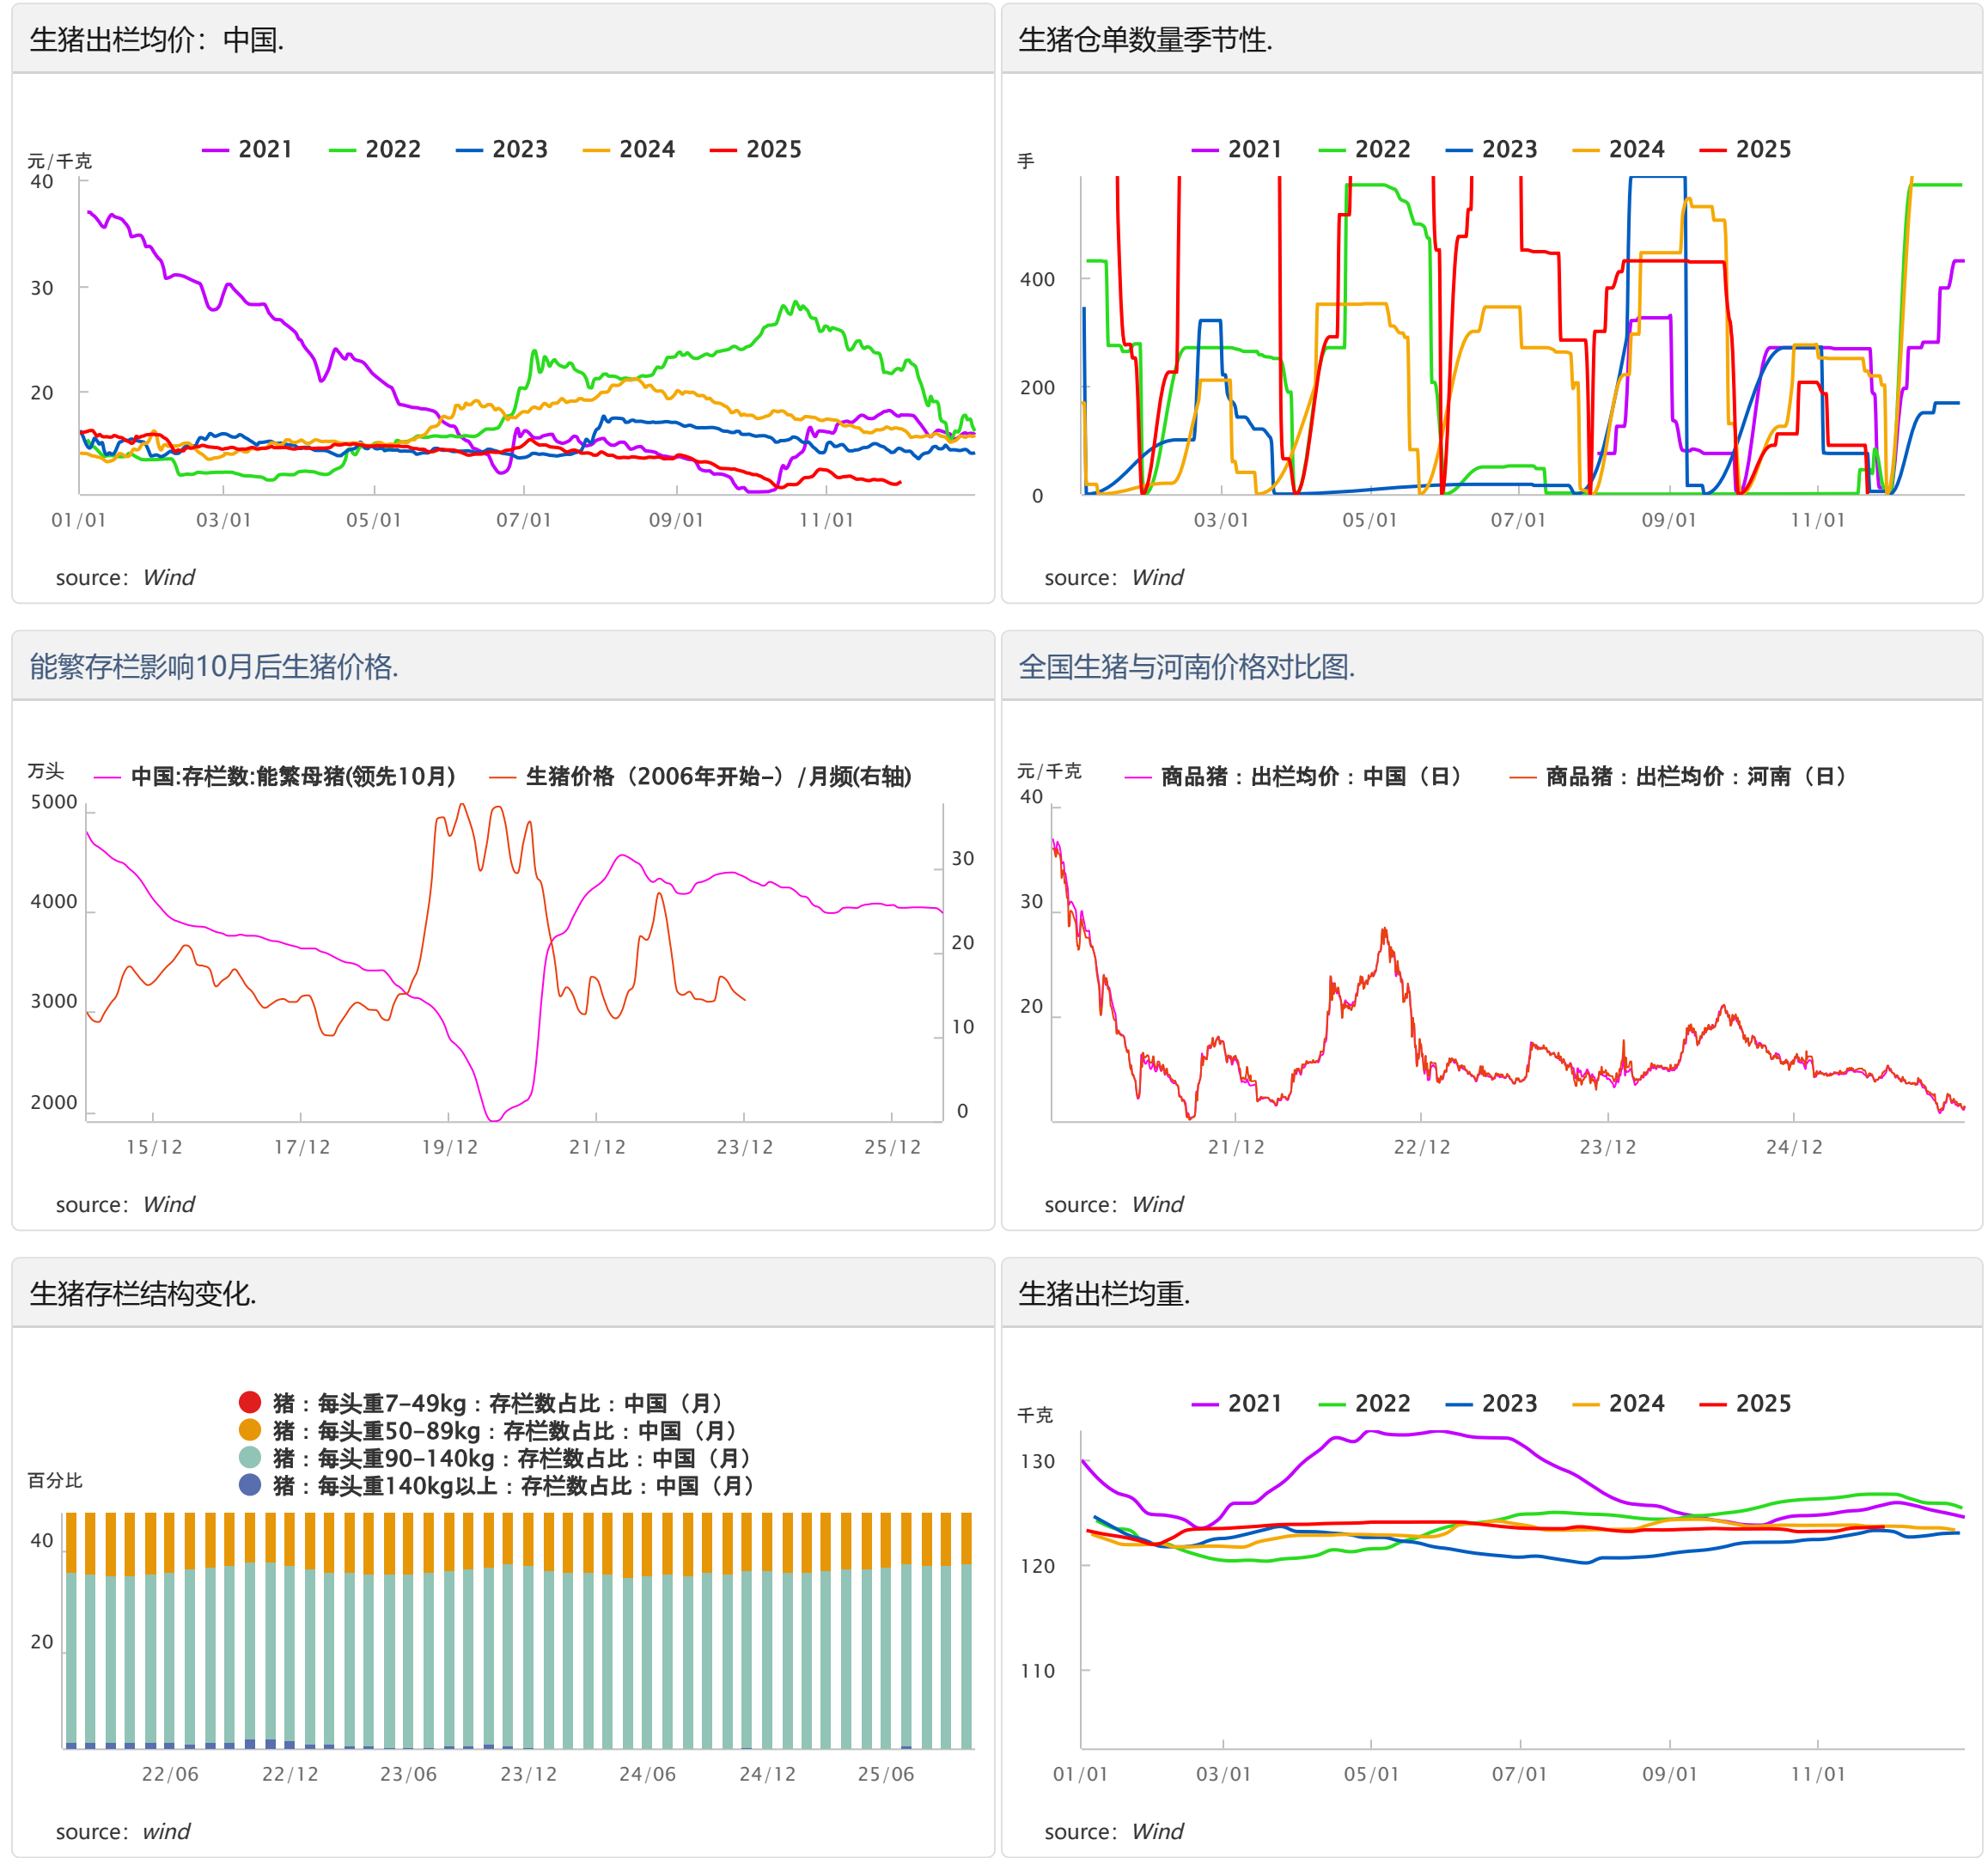 生猪出栏均价：中国.
元/千克
2021 2022 2023 2024 2025
40
30
20
01/01 03/01 05/01 07/01 09/01 11/01
source：Wind
生猪仓单数量季节性.
手
2021 2022 2023 2024 2025
400
200
0
03/01 05/01 07/01 09/01 11/01
source：Wind
能繁存栏影响10月后生猪价格.
万头
中国:存栏数:能繁母猪(领先10月) 生猪价格（2006年开始-）/月频(右轴)
5000
4000
3000
2000
30
20
10
0
15/12 17/12 19/12 21/12 23/12 25/12
source：Wind
全国生猪与河南价格对比图.
元/千克
商品猪：出栏均价：中国（日） 商品猪：出栏均价：河南（日）
40
30
20
21/12 22/12 23/12 24/12
source：Wind
生猪存栏结构变化.
猪：每头重7-49kg：存栏数占比：中国（月）
猪：每头重50-89kg：存栏数占比：中国（月）
猪：每头重90-140kg：存栏数占比：中国（月）
猪：每头重140kg以上：存栏数占比：中国（月）
百分比
40
20
22/06 22/12 23/06 23/12 24/06 24/12 25/06
source：wind
生猪出栏均重.
千克
2021 2022 2023 2024 2025
130
120
110
01/01 03/01 05/01 07/01 09/01 11/01
source：Wind